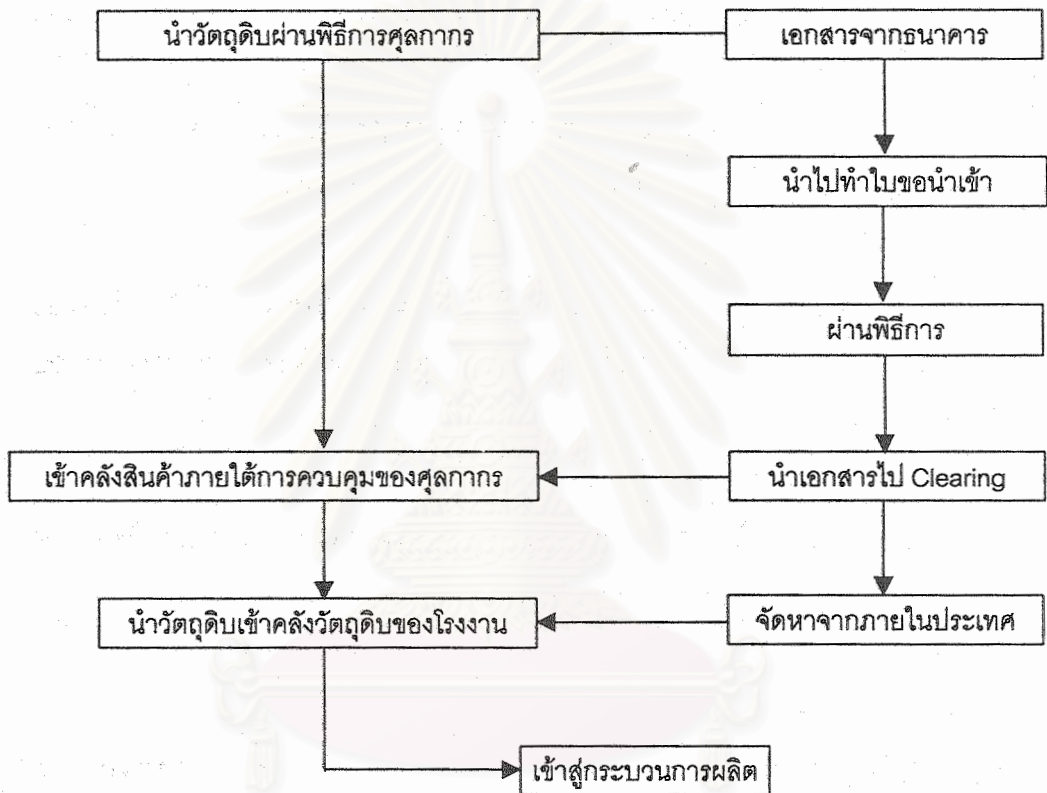 นำวัตถุดิบผ่านพิธีการศุลกากร
เอกสารจากธนาคาร
นำไปทำใบขอนำเข้า
ผ่านพิธีการ
เข้าคลังสินค้าภายใต้การควบคุมของศุลกากร
นำเอกสารไป Clearing
นำวัตถุดิบเข้าคลังวัตถุดิบของโรงงาน
จัดหาจากภายในประเทศ
เข้าสู่กระบวนการผลิต